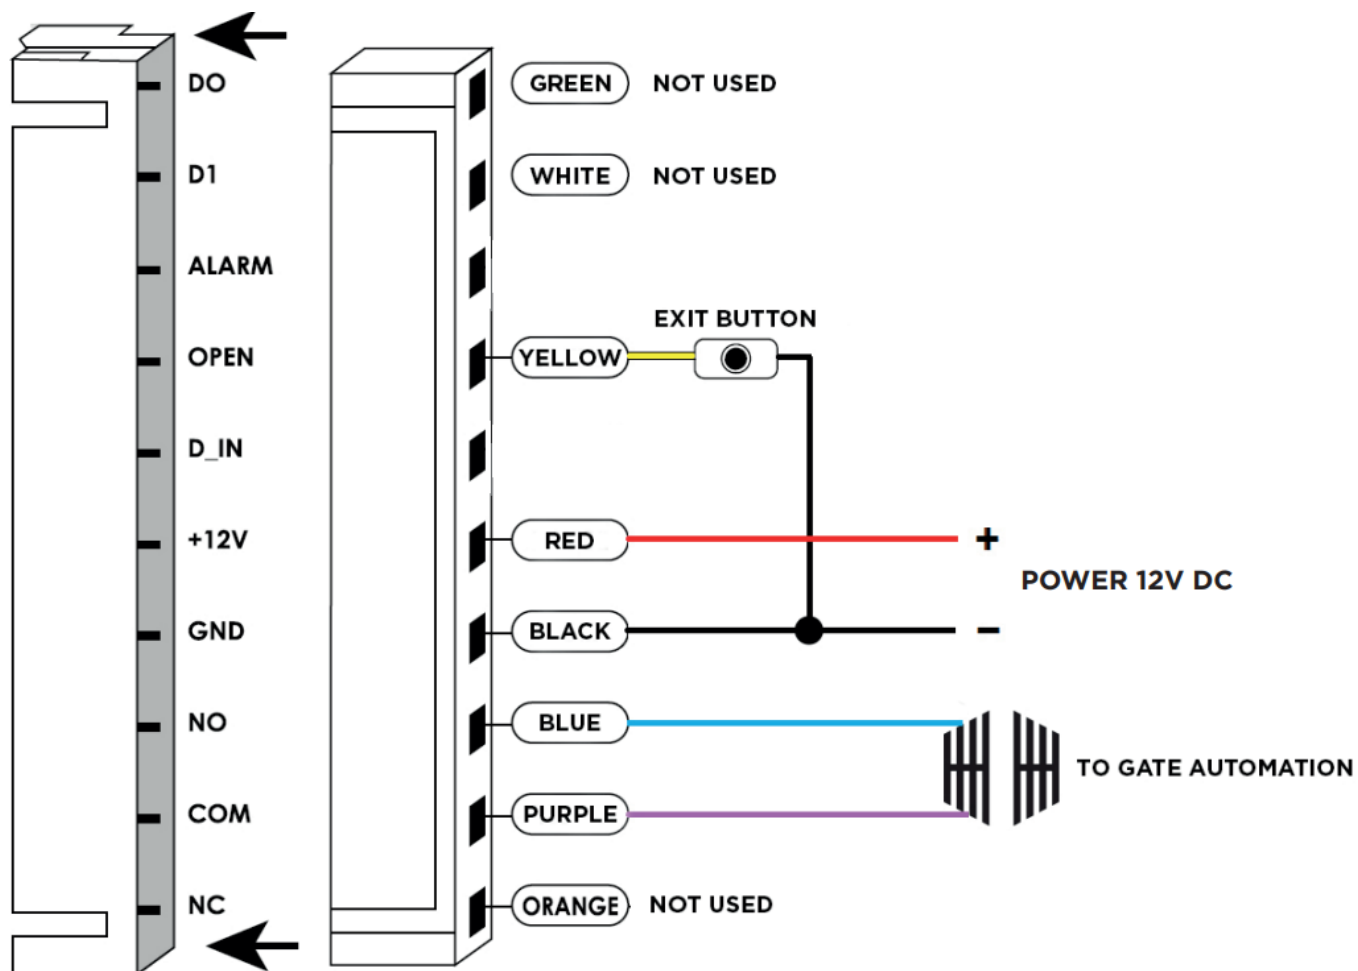 DO
GREEN NOT USED
D1
WHITE NOT USED
ALARM
EXIT BUTTON
OPEN
YELLOW
D_IN
+12V
RED
+
POWER 12V DC
GND
BLACK
−
NO
BLUE
TO GATE AUTOMATION
COM
PURPLE
NC
ORANGE NOT USED